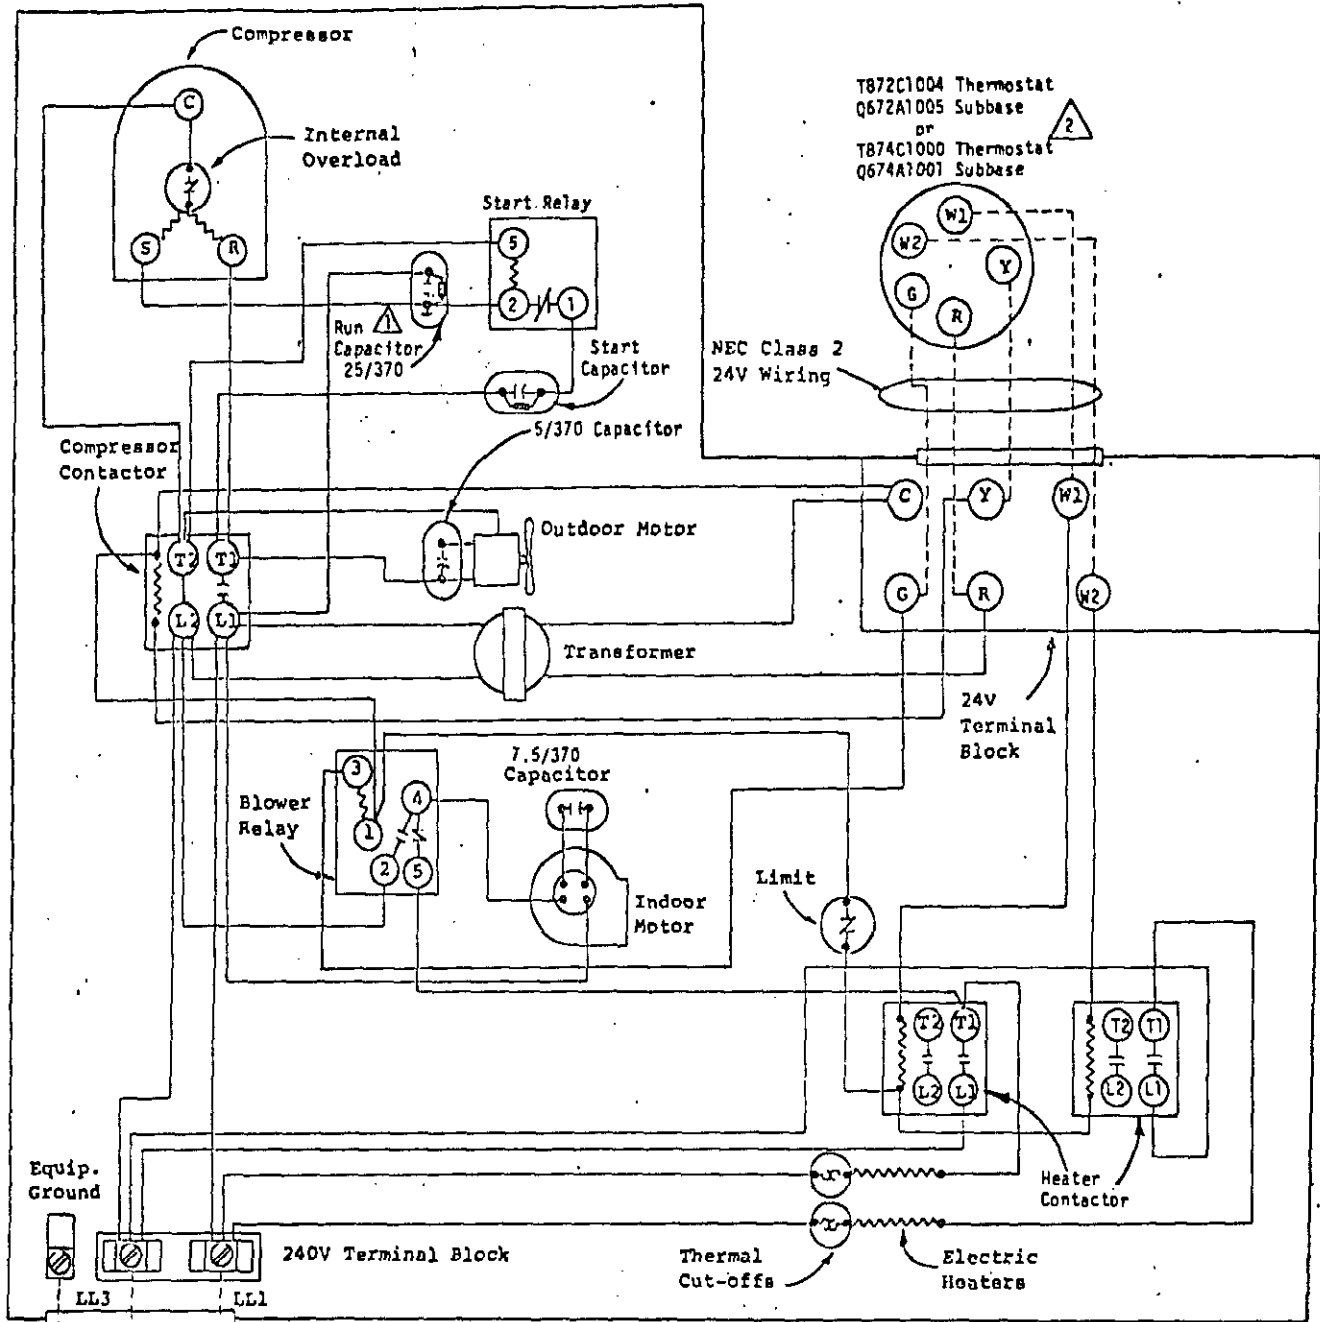 Compressor
C
Internal
Overload
S
R
Start Relay
5
2
1
Run 1
Capacitor
25/370
Start
Capacitor
5/370 Capacitor
T872C1004 Thermostat
Q672A1005 Subbase
or
T874C1000 Thermostat
Q674A1001 Subbase
2
W1
W2
Y
G
R
NEC Class 2
24V Wiring
Compressor
Contactor
T2
T1
L2
L1
Outdoor Motor
Transformer
C
Y
W1
G
R
W2
24V
Terminal
Block
Blower
Relay
3
4
1
2
5
7.5/370
Capacitor
Indoor
Motor
Limit
T2
T1
L2
L1
T2
T1
L2
L1
Heater
Contactor
Equip.
Ground
240V Terminal Block
LL3
LL1
Thermal
Cut-offs
Electric
Heaters